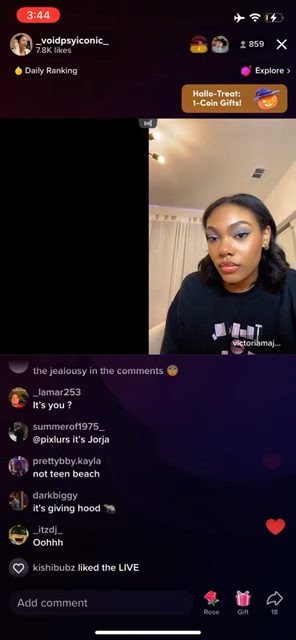 3:44
_voidpsyiconic_
7.8K likes
859
Daily Ranking
Explore >
Hallo-Treat:
1-Coin Gifts!
victoriamaj...
the jealousy in the comments
_lamar253
It's you ?
summerof1975_
@pixlurs it's Jorja
prettybby.kayla
not teen beach
darkbiggy
it's giving hood
_itzdj_
Oohhh
kishibubz liked the LIVE
Add comment
Rose
Gift
18